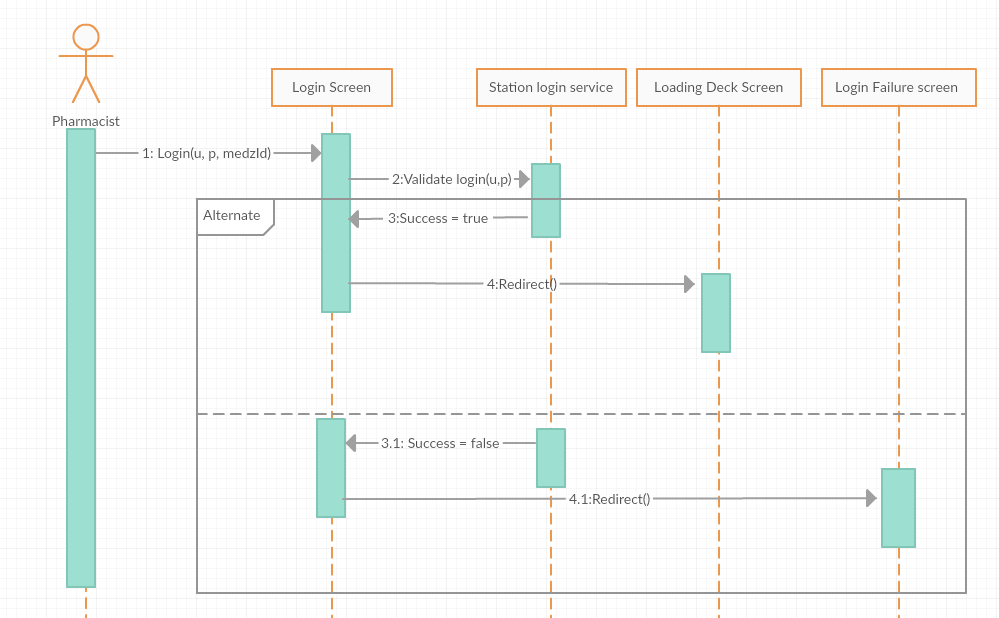 Pharmacist
Login Screen
Station login service
Loading Deck Screen
Login Failure screen
1: Login(u, p, medzId)
2:Validate login(u,p)
Alternate
3:Success = true
4:Redirect()
3.1: Success = false
4.1:Redirect()